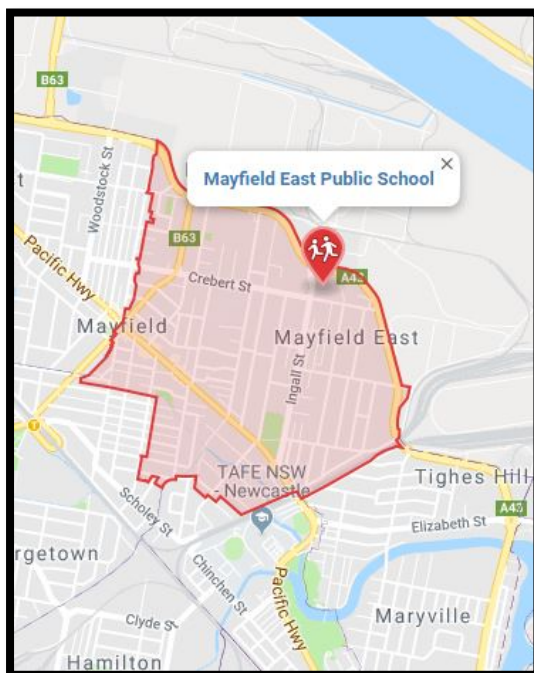 B63
Woodstock St
Mayfield East Public School
×
Pacific Hwy
B63
A43
Crebert St
Mayfield
Mayfield East
Ingall St
TAFE NSW
- Newcastle
Tighes Hill
Scholey St
A43
Elizabeth St
rgetown
Chinchen St
Pacific Hwy
Clyde St
Maryville
Hamilton